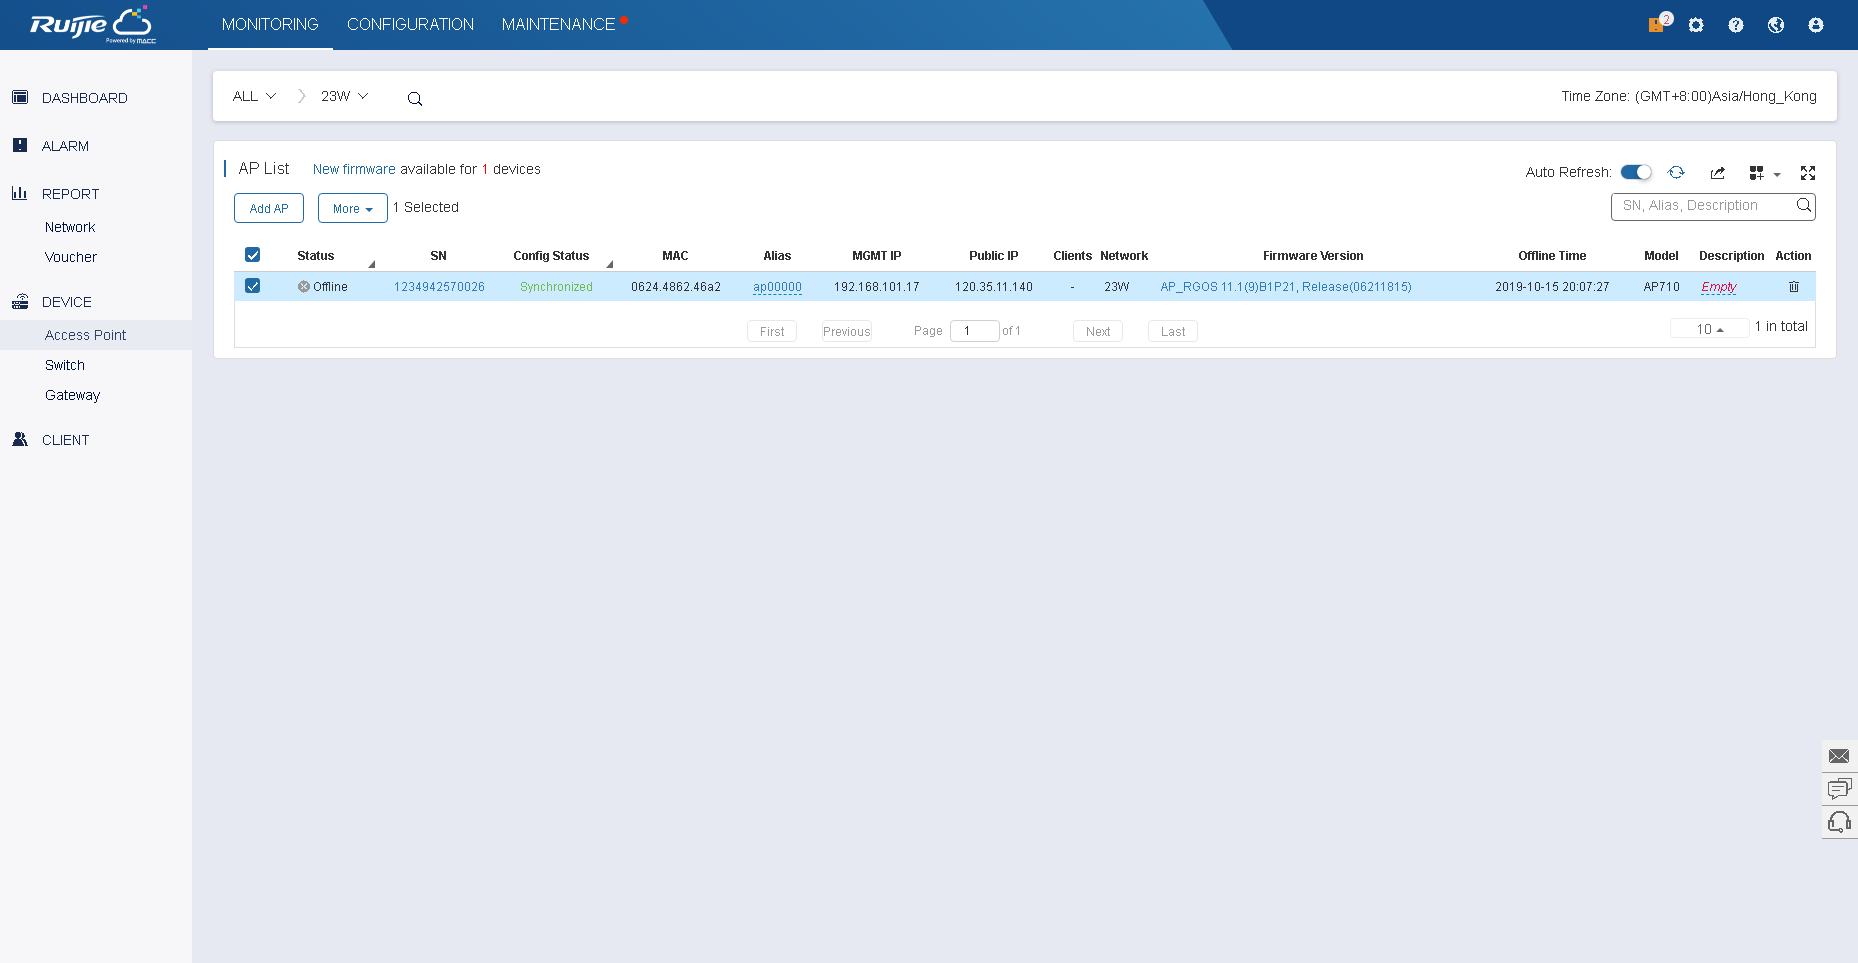 Ruijie
Powered by MACC
MONITORING CONFIGURATION MAINTENANCE
2
DASHBOARD
ALARM
REPORT
Network
Voucher
DEVICE
Access Point
Switch
Gateway
CLIENT
ALL 23W
Time Zone: (GMT+8:00)Asia/Hong_Kong
AP List New firmware available for 1 devices
Auto Refresh:
Add AP More 1 Selected
SN, Alias, Description
Status SN Config Status MAC Alias MGMT IP Public IP Clients Network Firmware Version Offline Time Model Description Action
Offline 1234942570026 Synchronized 0624.4862.46a2 ap00000 192.168.101.17 120.35.11.140 - 23W AP_RGOS 11.1(9)B1P21, Release(06211815) 2019-10-15 20:07:27 AP710 Empty
First Previous Page 1 of 1 Next Last 10 1 in total